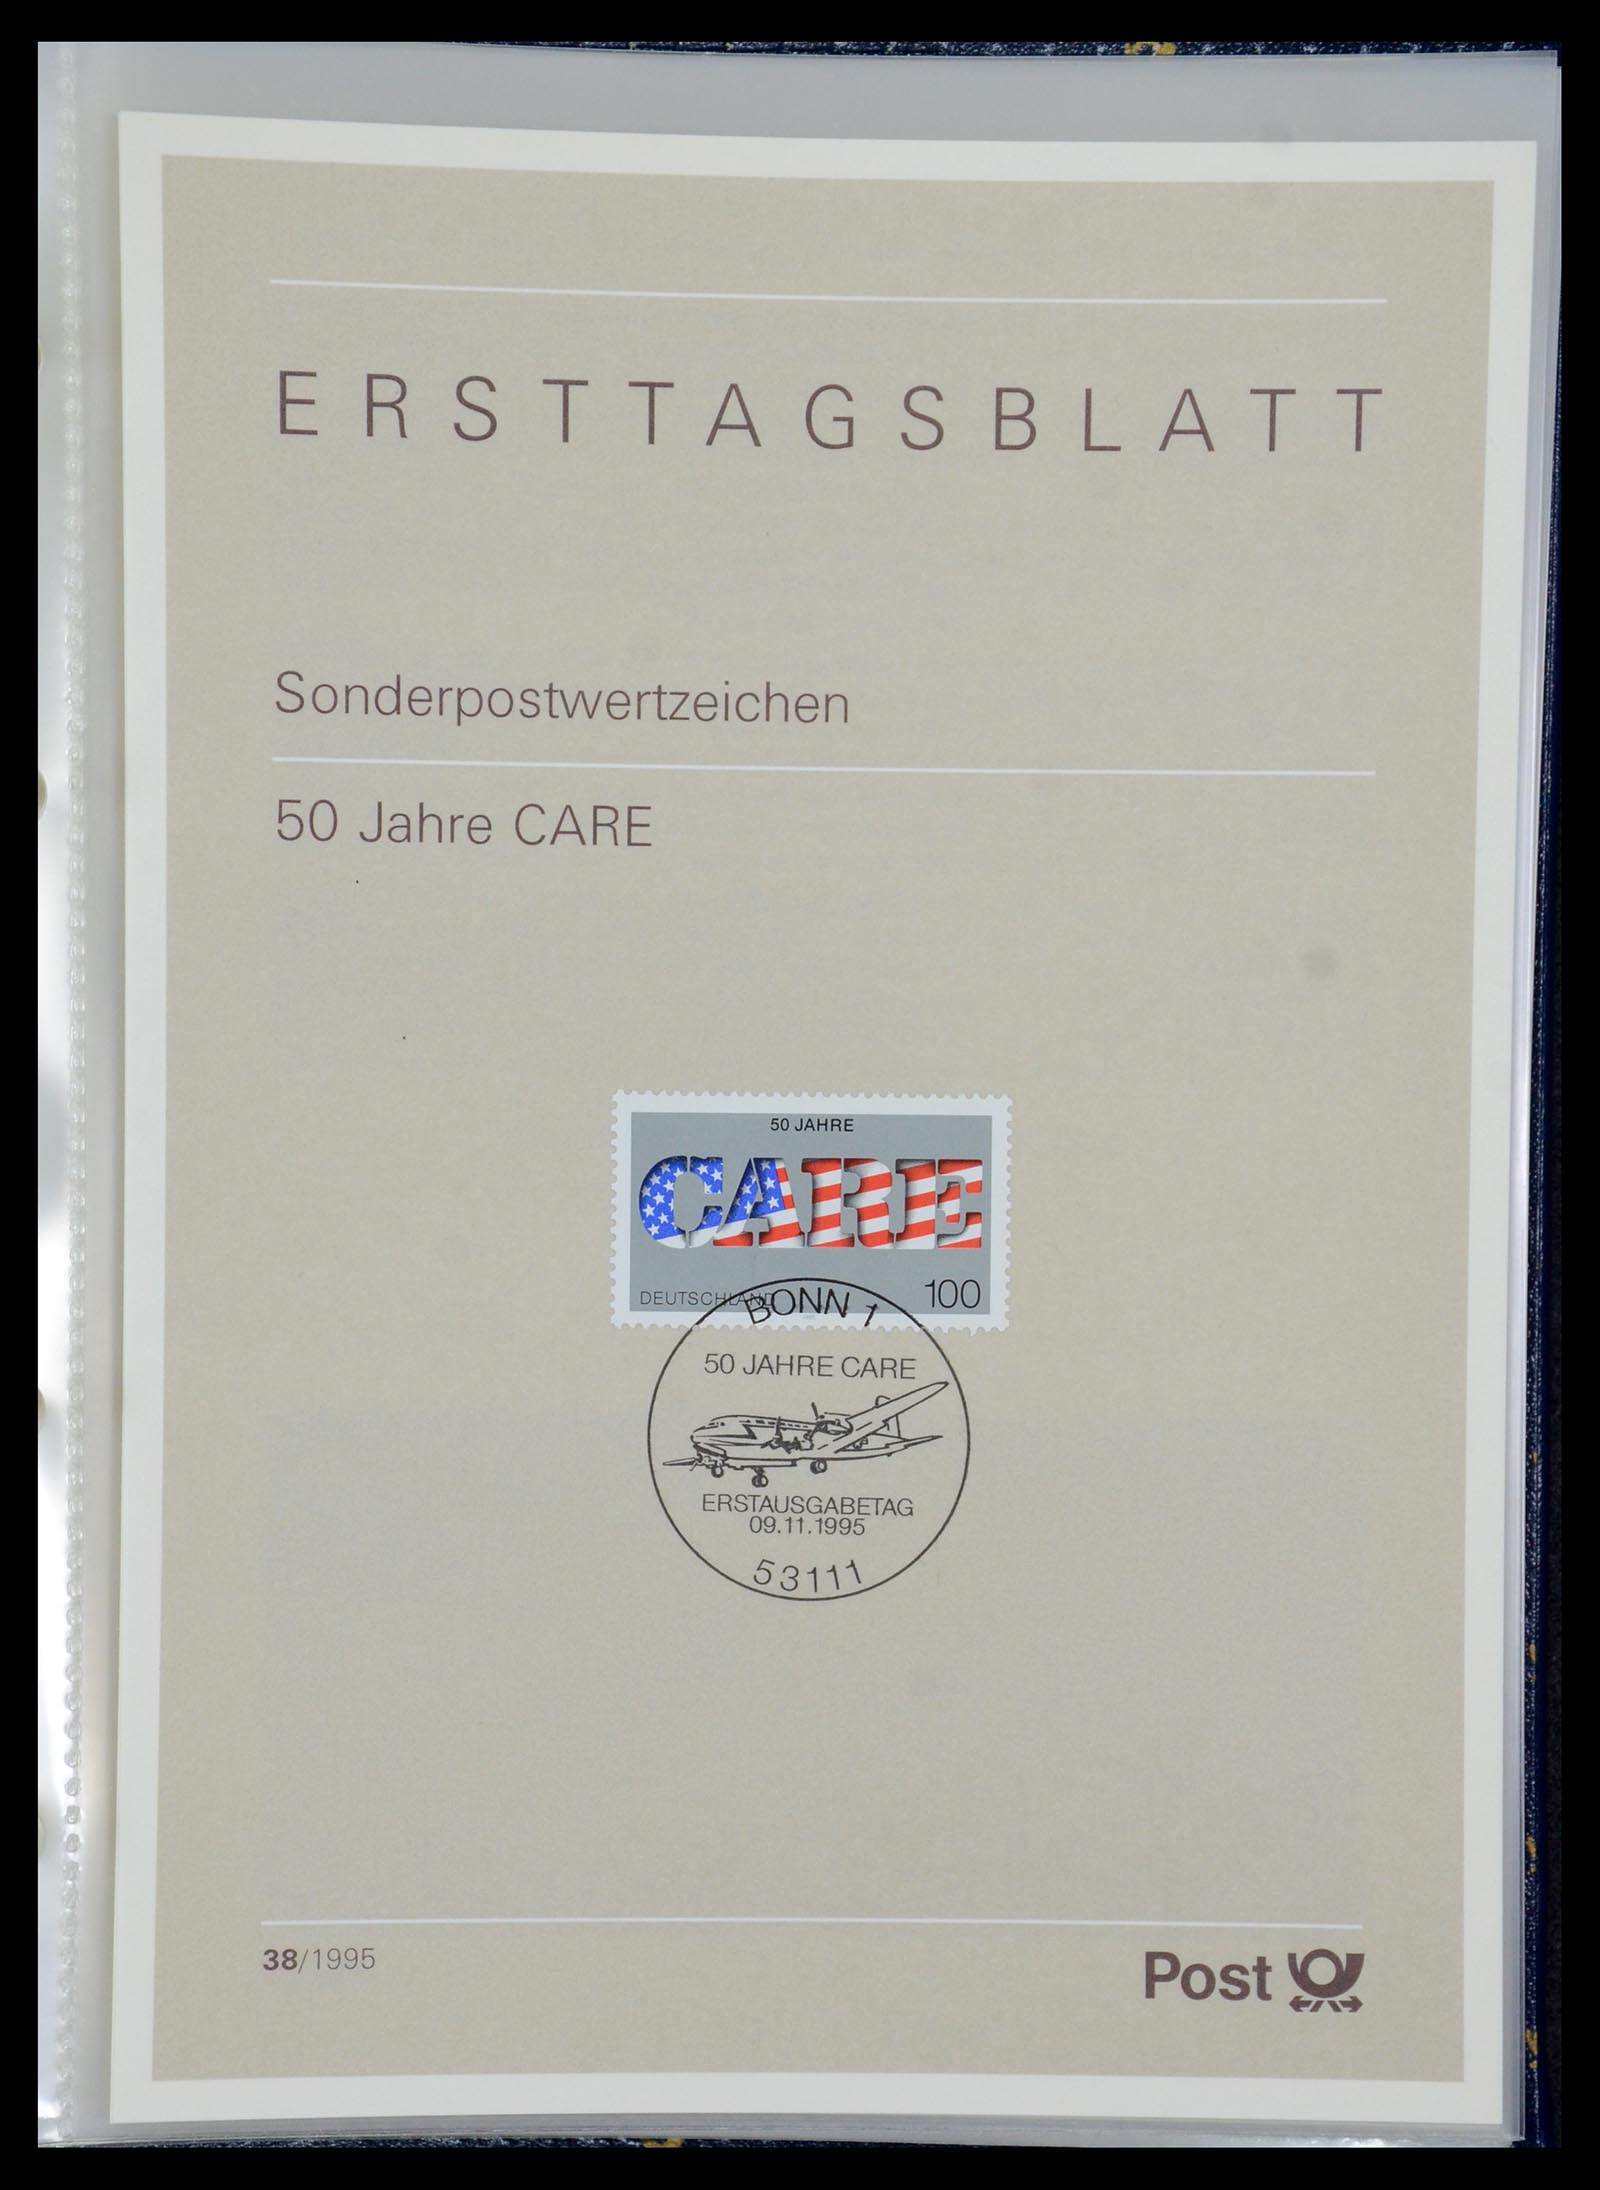 ERSTTAGSBLATT
Sonderpostwertzeichen
50 Jahre CARE
50 JAHRE
CARE
DEUTSCHLAND
100
BONN 1
50 JAHRE CARE
ERSTAUSGABETAG
09.11.1995
53111
38/1995
Post